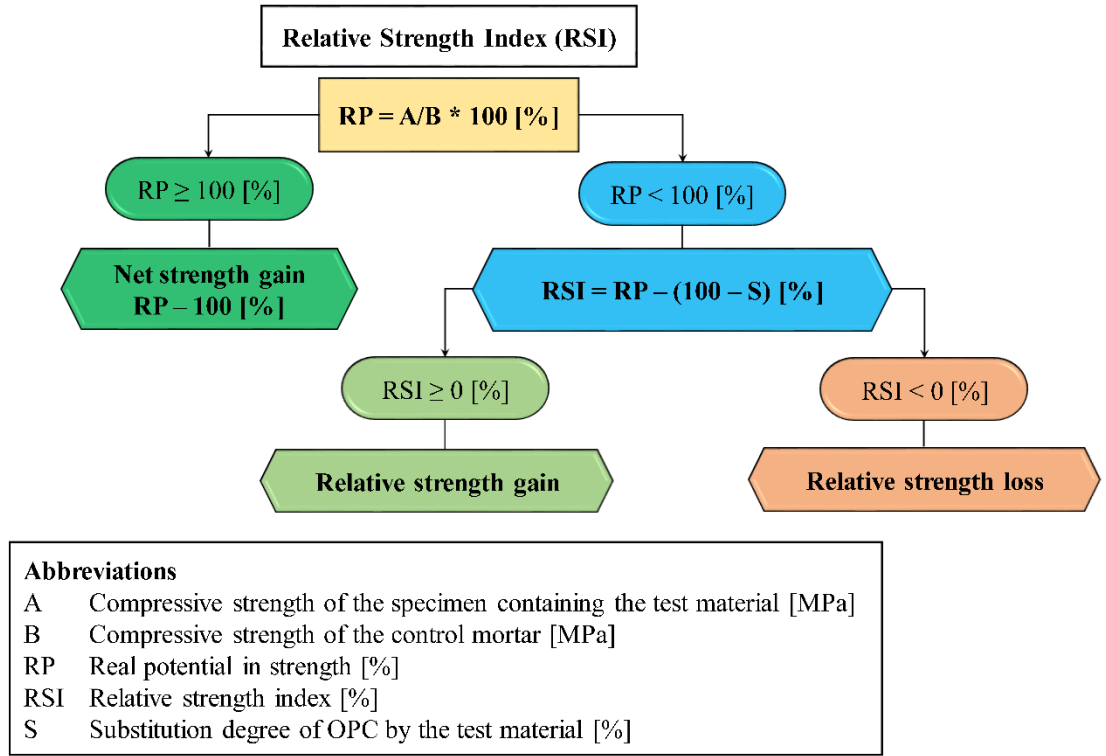 Relative Strength Index (RSI)
RP = A/B * 100 [%]
RP ≥ 100 [%]
RP < 100 [%]
Net strength gain
RP – 100 [%]
RSI = RP – (100 – S) [%]
RSI ≥ 0 [%]
RSI < 0 [%]
Relative strength gain
Relative strength loss
Abbreviations
A Compressive strength of the specimen containing the test material [MPa]
B Compressive strength of the control mortar [MPa]
RP Real potential in strength [%]
RSI Relative strength index [%]
S Substitution degree of OPC by the test material [%]